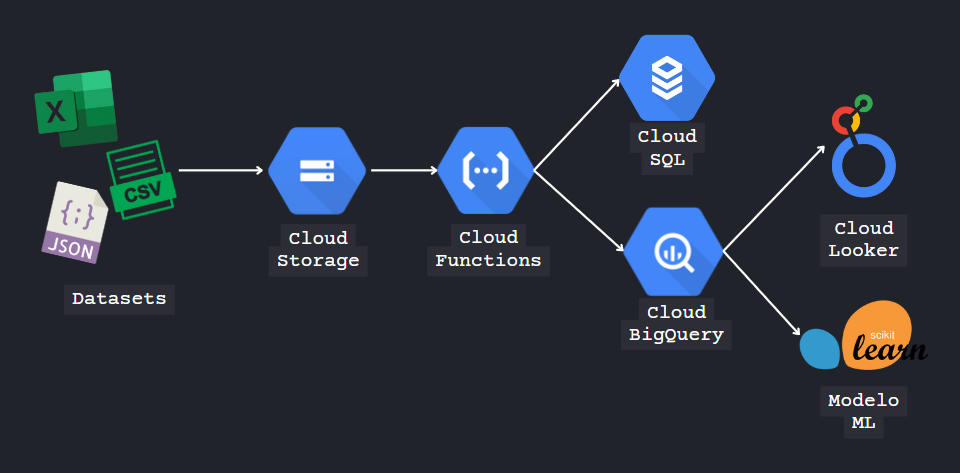 X
CSV
{;}
JSON
Datasets
Cloud
Storage
Cloud
Functions
Cloud
SQL
Cloud
BigQuery
Cloud
Looker
scikit
learn
Modelo
ML